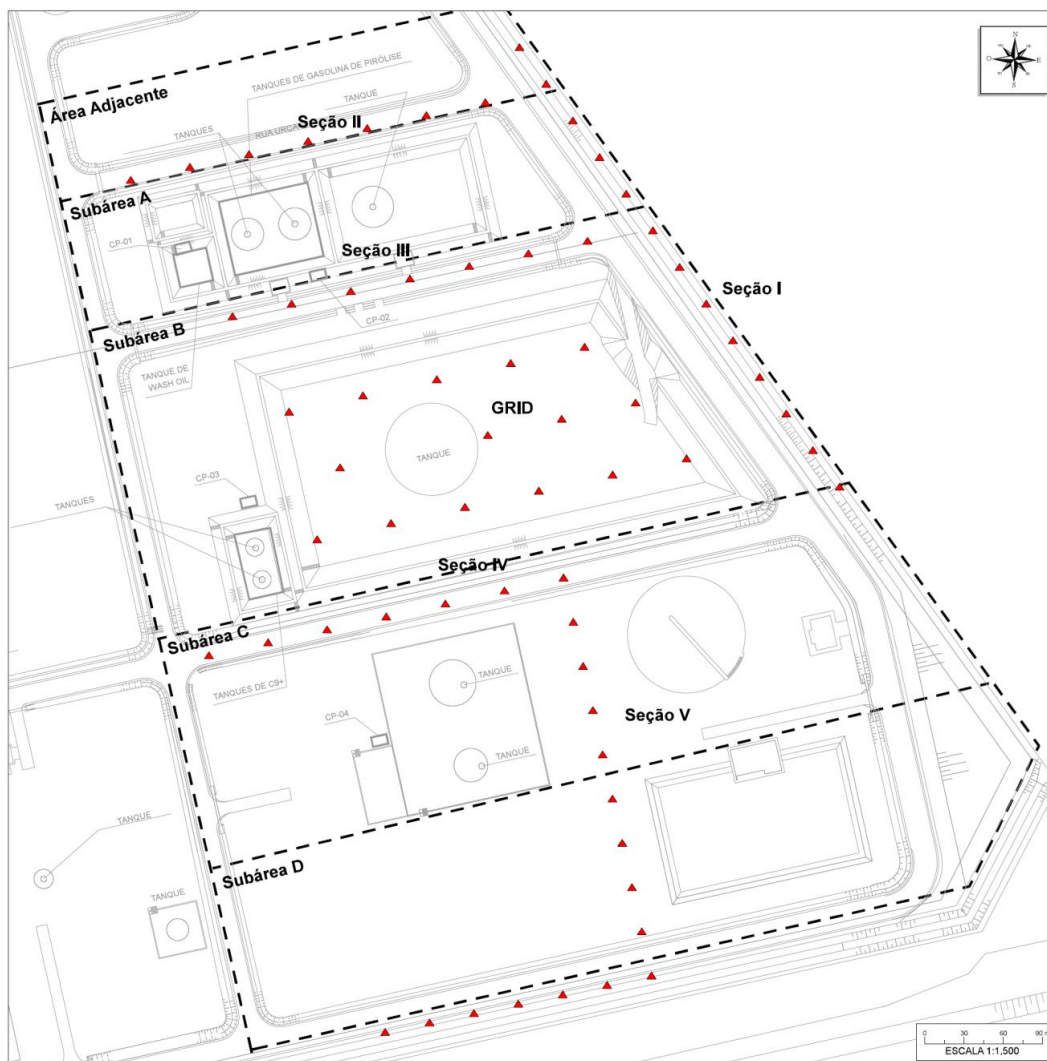 N
O
E
S
Área Adjacente
TANQUES DE GASOLINA DE PIRÓLISE
TANQUE
TANQUES
Seção II
Subárea A
CP-01
Seção III
Seção I
Subárea B
CP-02
TANQUE DE
WASH OIL
GRID
TANQUE
CP-03
TANQUES
Seção IV
Subárea C
TANQUES DE C9+
TANQUE
CP-04
Seção V
TANQUE
TANQUE
Subárea D
TANQUE
0 30 60 90
ESCALA 1:1.500